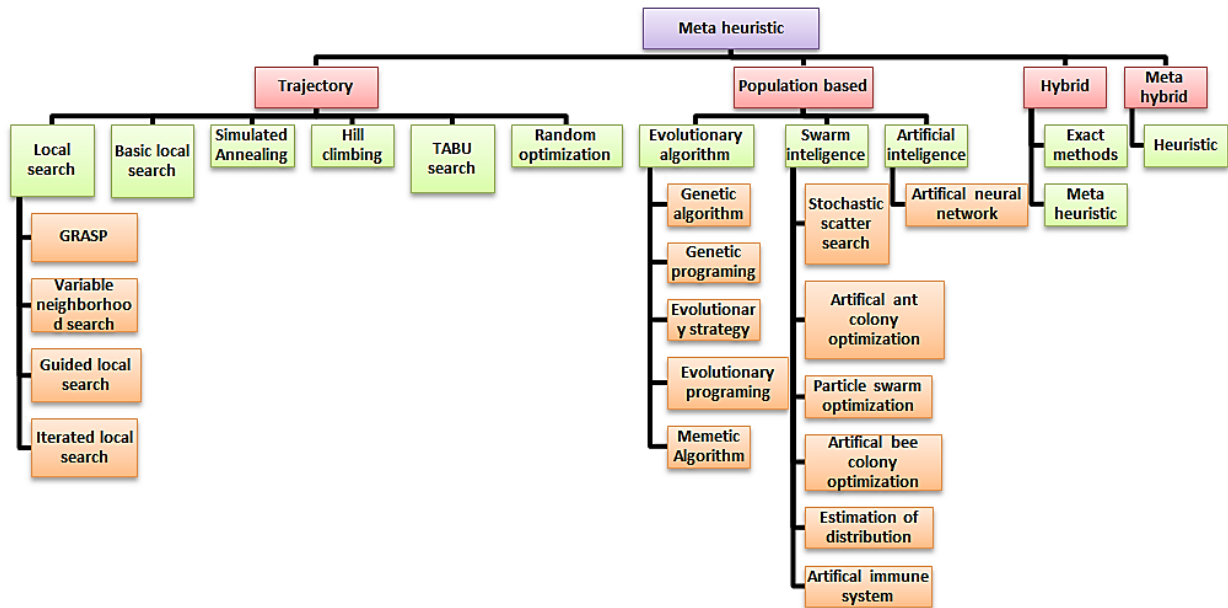 Meta heuristic
Trajectory
Population based
Hybrid
Meta
hybrid
Local
search
Basic local
search
Simulated
Annealing
Hill
climbing
TABU
search
Random
optimization
Evolutionary
algorithm
Swarm
inteligence
Artificial
inteligence
Exact
methods
Heuristic
GRASP
Variable
neighborhoo
d search
Guided local
search
Iterated local
search
Genetic
algorithm
Genetic
programing
Evolutionar
y strategy
Evolutionary
programing
Memetic
Algorithm
Stochastic
scatter
search
Artifical ant
colony
optimization
Particle swarm
optimization
Artifical bee
colony
optimization
Estimation of
distribution
Artifical immune
system
Artifical neural
network
Meta
heuristic